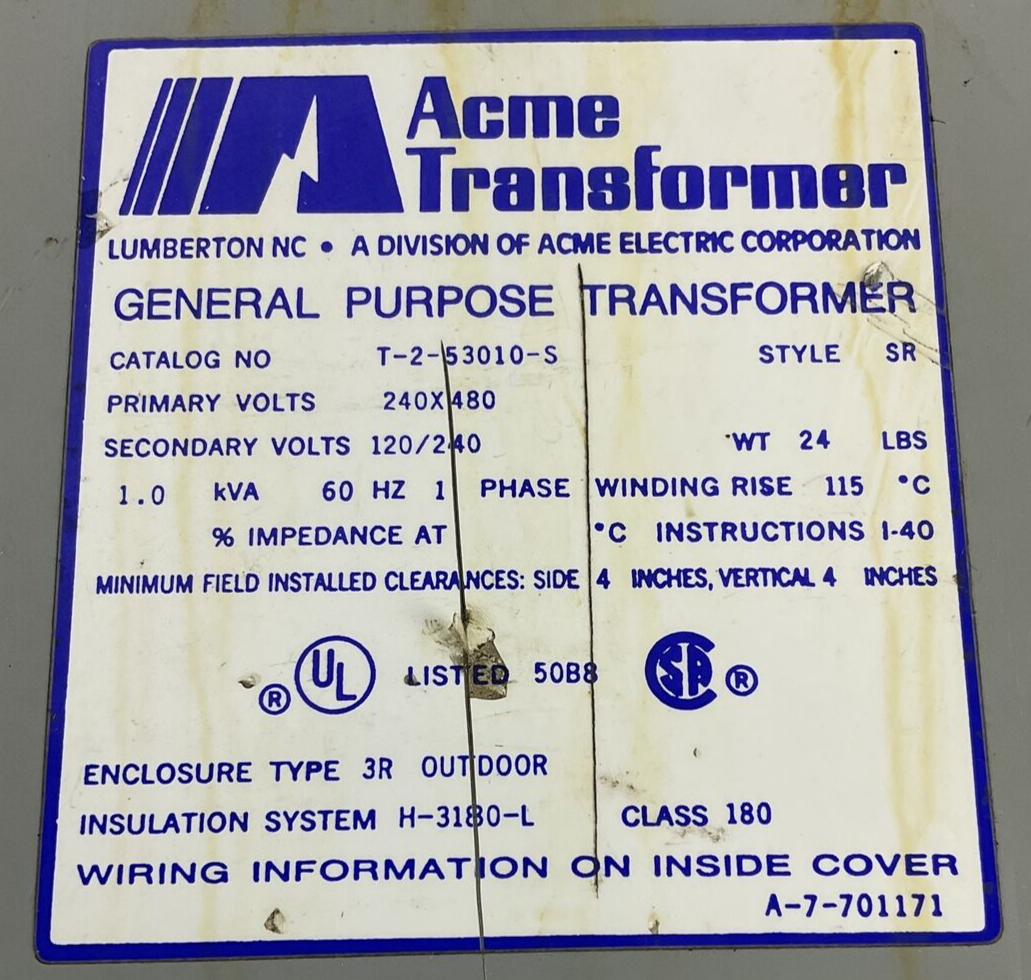 Acme
Transformer
LUMBERTON NC • A DIVISION OF ACME ELECTRIC CORPORATION
GENERAL PURPOSE TRANSFORMER
CATALOG NO T-2-53010-S STYLE SR
PRIMARY VOLTS 240X480
SECONDARY VOLTS 120/240 WT 24 LBS
1.0 kVA 60 HZ 1 PHASE WINDING RISE 115 °C
% IMPEDANCE AT °C INSTRUCTIONS I-40
MINIMUM FIELD INSTALLED CLEARANCES: SIDE 4 INCHES, VERTICAL 4 INCHES
® UL LISTED 50B8 SA ®
ENCLOSURE TYPE 3R OUTDOOR
INSULATION SYSTEM H-3180-L CLASS 180
WIRING INFORMATION ON INSIDE COVER
A-7-701171